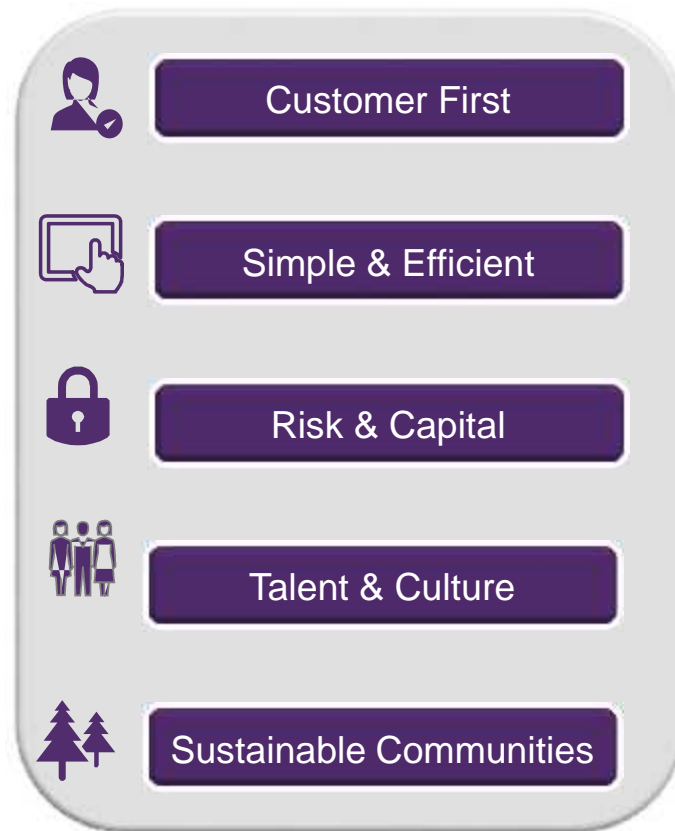 Customer First
Simple & Efficient
Risk & Capital
Talent & Culture
Sustainable Communities